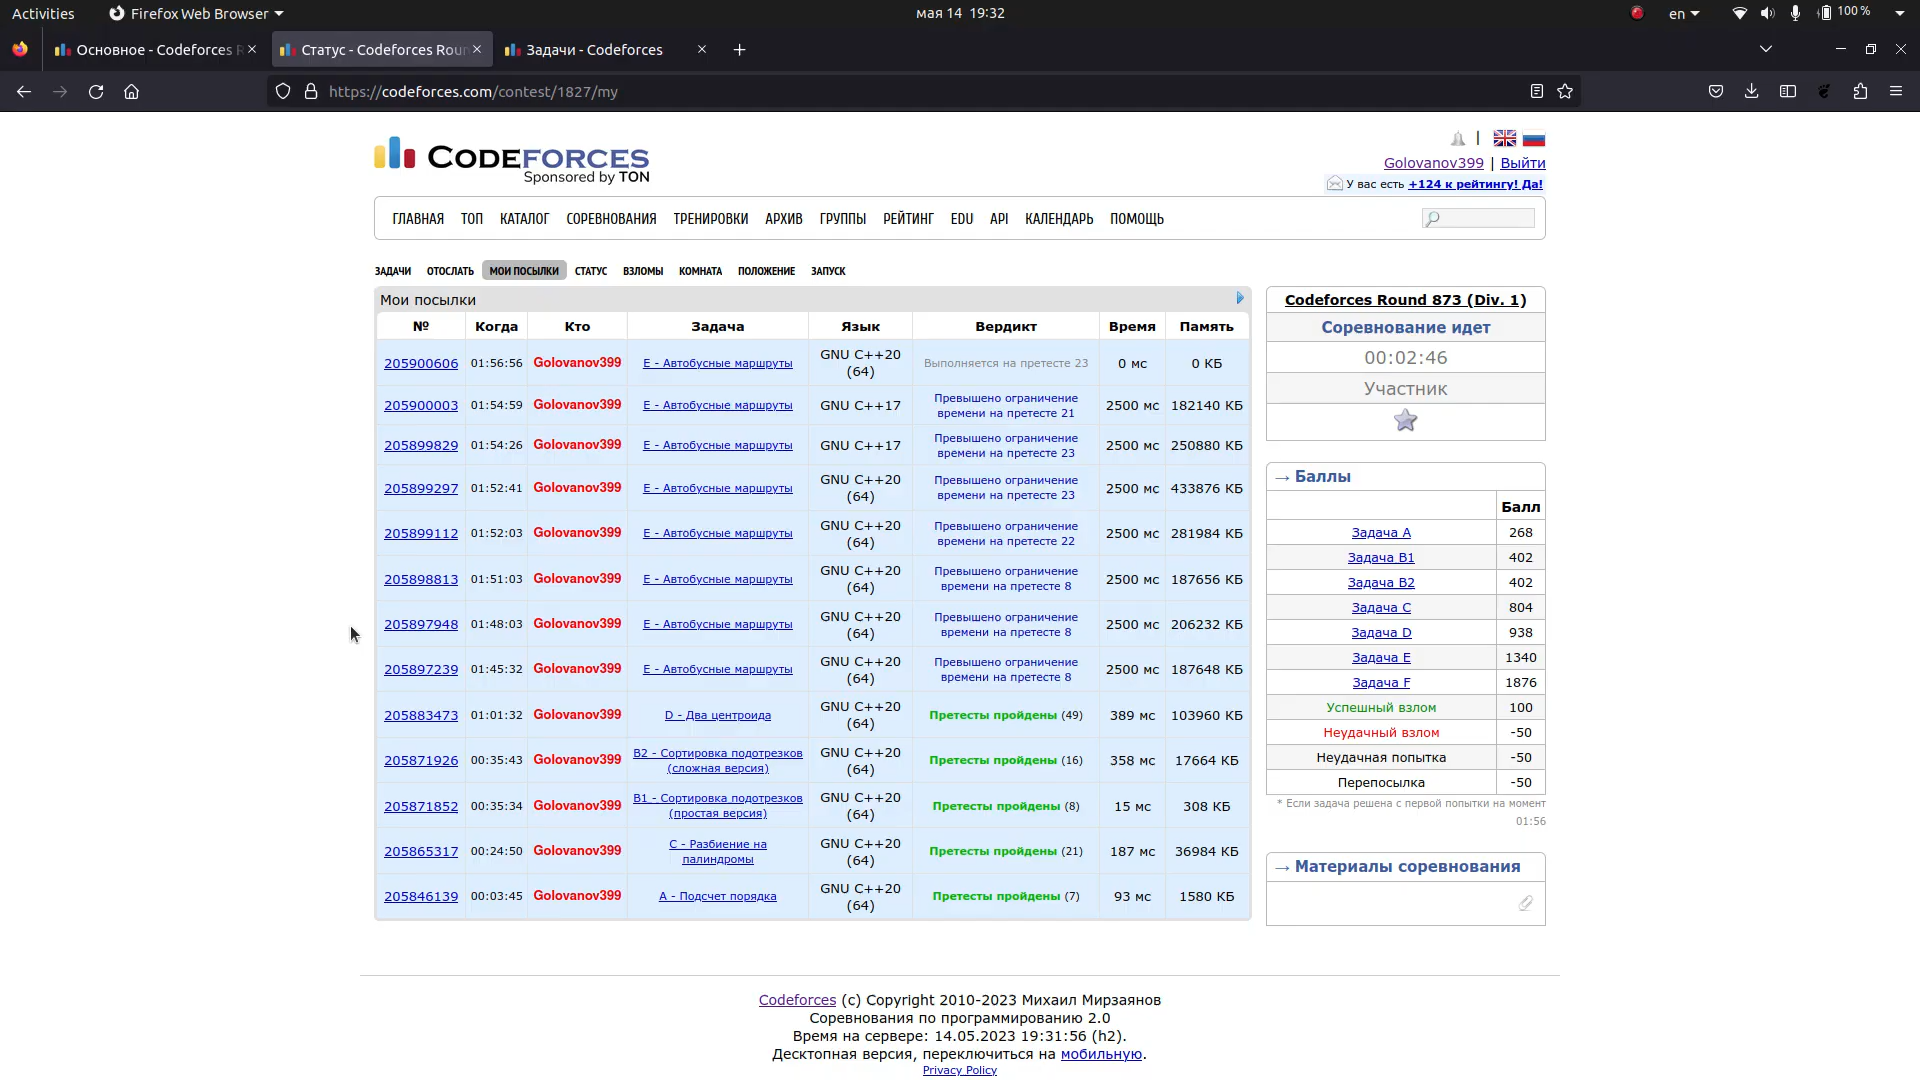 Activities
Firefox Web Browser
мая 14 19:32
en
100 %
Основное - Codeforces R
Статус - Codeforces Roun
Задачи - Codeforces
https://codeforces.com/contest/1827/my
CODEFORCES
Sponsored by TON
|
Golovanov399 | Выйти
У вас есть +124 к рейтингу! Да!
ГЛАВНАЯ ТОП КАТАЛОГ СОРЕВНОВАНИЯ ТРЕНИРОВКИ АРХИВ ГРУППЫ РЕЙТИНГ EDU API КАЛЕНДАРЬ ПОМОЩЬ
ЗАДАЧИ ОТОСЛАТЬ МОИ ПОСЫЛКИ СТАТУС ВЗЛОМЫ КОМНАТА ПОЛОЖЕНИЕ ЗАПУСК
Мои посылки
№ Когда Кто Задача Язык Вердикт Время Память
205900606 01:56:56 Golovanov399 E - Автобусные маршруты GNU C++20 (64) Выполняется на претесте 23 0 мс 0 КБ
205900003 01:54:59 Golovanov399 E - Автобусные маршруты GNU C++17 Превышено ограничение времени на претесте 21 2500 мс 182140 КБ
205899829 01:54:26 Golovanov399 E - Автобусные маршруты GNU C++17 Превышено ограничение времени на претесте 23 2500 мс 250880 КБ
205899297 01:52:41 Golovanov399 E - Автобусные маршруты GNU C++20 (64) Превышено ограничение времени на претесте 23 2500 мс 433876 КБ
205899112 01:52:03 Golovanov399 E - Автобусные маршруты GNU C++20 (64) Превышено ограничение времени на претесте 22 2500 мс 281984 КБ
205898813 01:51:03 Golovanov399 E - Автобусные маршруты GNU C++20 (64) Превышено ограничение времени на претесте 8 2500 мс 187656 КБ
205897948 01:48:03 Golovanov399 E - Автобусные маршруты GNU C++20 (64) Превышено ограничение времени на претесте 8 2500 мс 206232 КБ
205897239 01:45:32 Golovanov399 E - Автобусные маршруты GNU C++20 (64) Превышено ограничение времени на претесте 8 2500 мс 187648 КБ
205883473 01:01:32 Golovanov399 D - Два центроида GNU C++20 (64) Претесты пройдены (49) 389 мс 103960 КБ
205871926 00:35:43 Golovanov399 B2 - Сортировка подотрезков (сложная версия) GNU C++20 (64) Претесты пройдены (16) 358 мс 17664 КБ
205871852 00:35:34 Golovanov399 B1 - Сортировка подотрезков (простая версия) GNU C++20 (64) Претесты пройдены (8) 15 мс 308 КБ
205865317 00:24:50 Golovanov399 C - Разбиение на палиндромы GNU C++20 (64) Претесты пройдены (21) 187 мс 36984 КБ
205846139 00:03:45 Golovanov399 A - Подсчет порядка GNU C++20 (64) Претесты пройдены (7) 93 мс 1580 КБ
Codeforces Round 873 (Div. 1)
Соревнование идет
00:02:46
Участник
→ Баллы
Балл
Задача A 268
Задача B1 402
Задача B2 402
Задача C 804
Задача D 938
Задача E 1340
Задача F 1876
Успешный взлом 100
Неудачный взлом -50
Неудачная попытка -50
Перепосылка -50
* Если задача решена с первой попытки на момент
01:56
→ Материалы соревнования
Codeforces (c) Copyright 2010-2023 Михаил Мирзаянов
Соревнования по программированию 2.0
Время на сервере: 14.05.2023 19:31:56 (h2).
Десктопная версия, переключиться на мобильную.
Privacy Policy